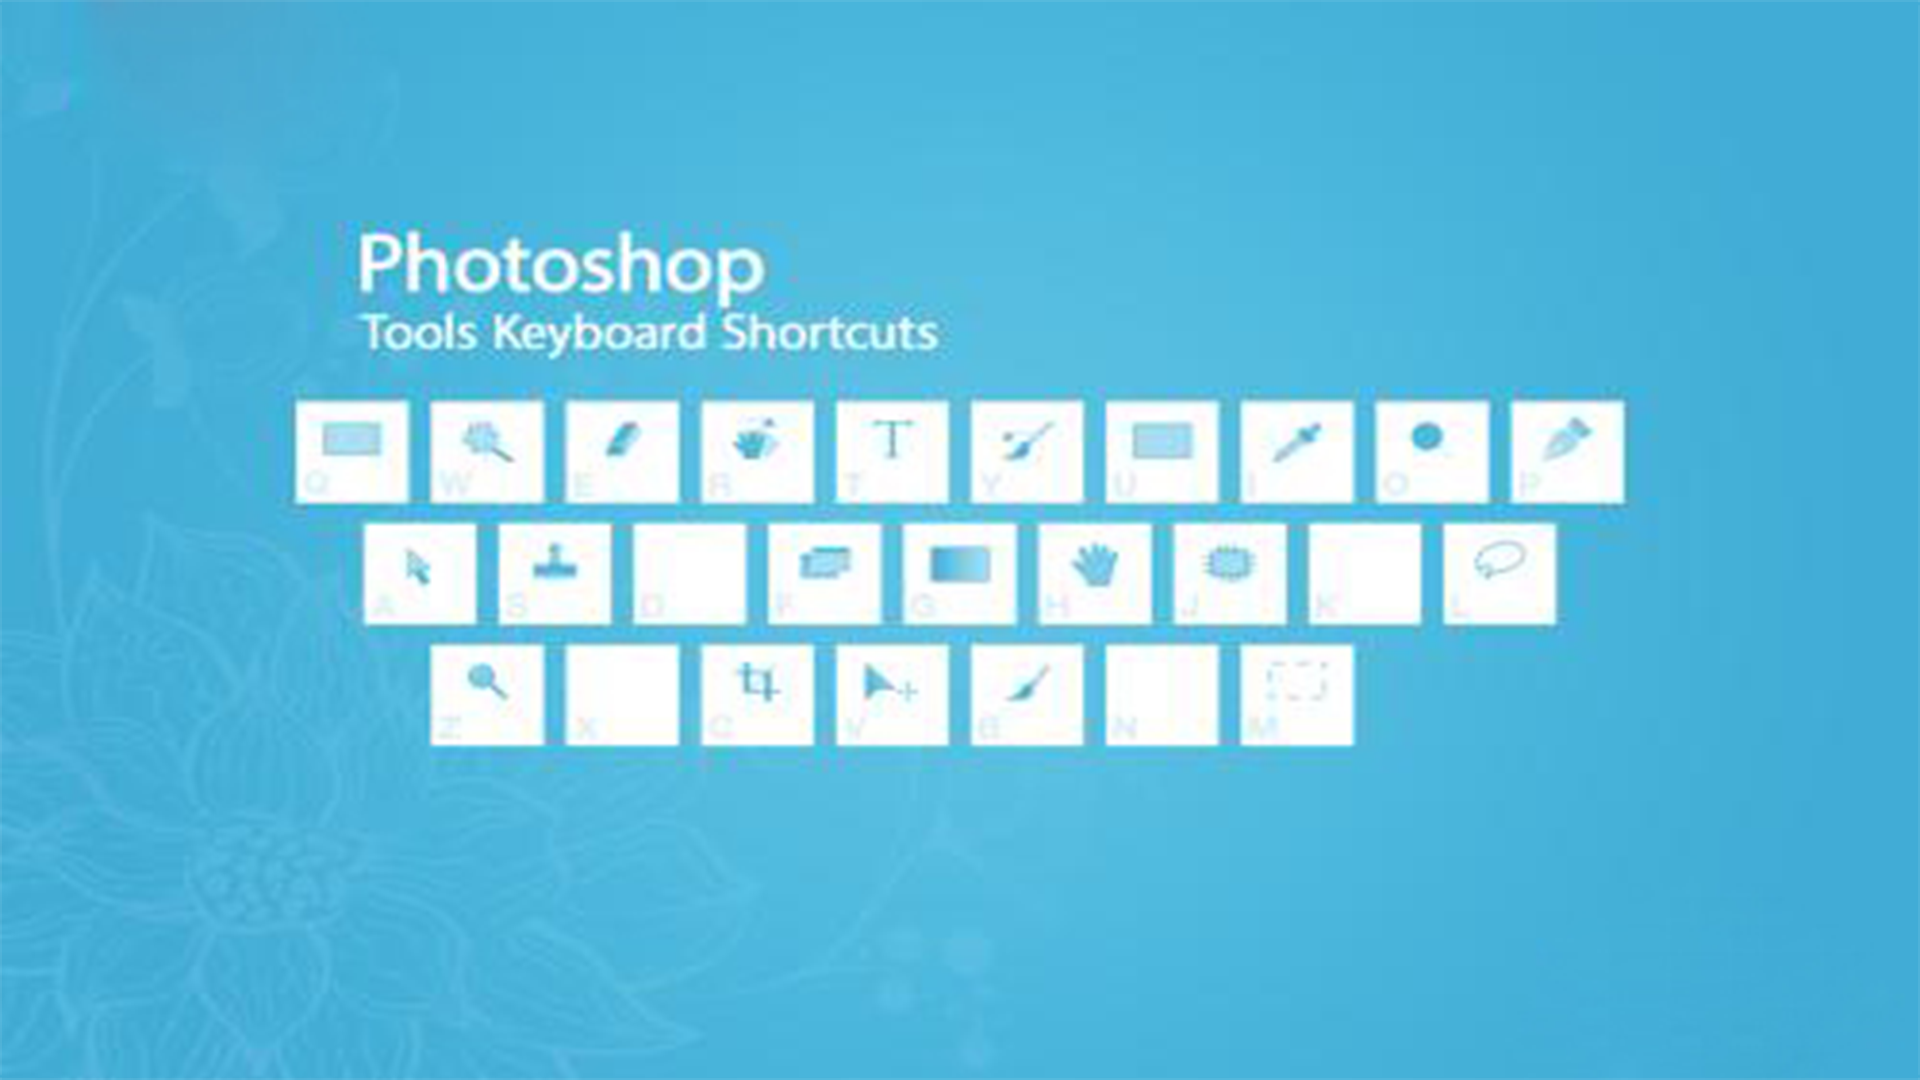 Photoshop
Tools Keyboard Shortcuts
Q W E R T Y U I O P
A S D F G H J K L
Z X C V B N M